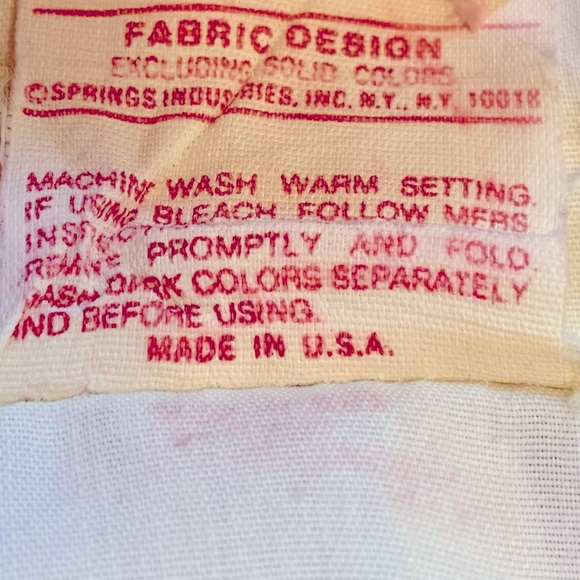 FABRIC DESIGN
EXCLUDING SOLID COLORS
©SPRINGS INDUSTRIES, INC. N.Y., N.Y. 10018
MACHINE WASH WARM SETTING.
IF USING BLEACH FOLLOW MFRS
PROMPTLY AND FOLD.
WASH DARK COLORS SEPARATELY
AND BEFORE USING.
MADE IN U.S.A.